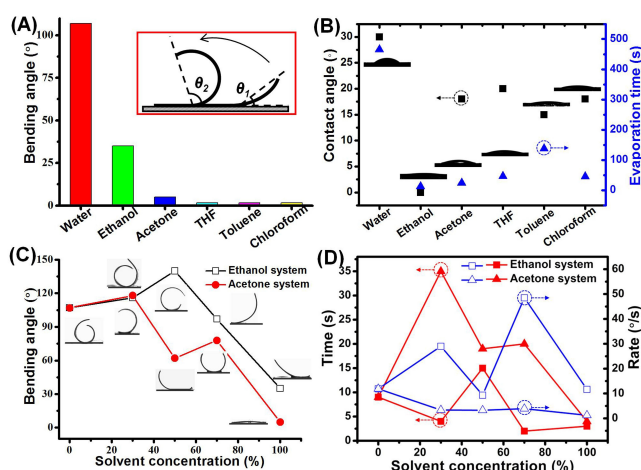 (A)
Bending angle (°)
100
75
50
25
0
θ₂
θ₁
Water
Ethanol
Acetone
THF
Toluene
Chloroform
(B)
Contact angle (°)
35
30
25
20
15
10
5
0
500
400
300
200
100
0
Evaporation time (s)
Water
Ethanol
Acetone
THF
Toluene
Chloroform
(C)
Bending angle (°)
150
120
90
60
30
0
Ethanol system
Acetone system
0 20 40 60 80 100
Solvent concentration (%)
(D)
Time (s)
35
30
25
20
15
10
5
0
Ethanol system
Acetone system
60
50
40
30
20
10
0
Rate (°/s)
0 20 40 60 80 100
Solvent concentration (%)